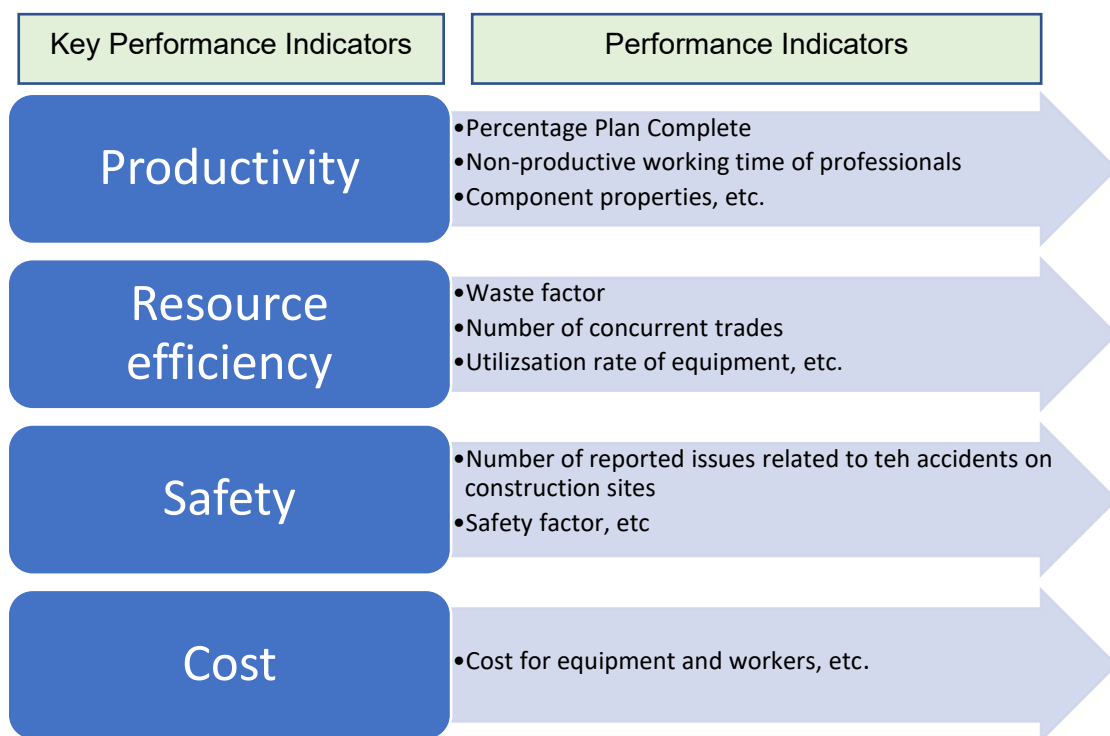 Key Performance Indicators
Performance Indicators
Productivity
•Percentage Plan Complete
•Non-productive working time of professionals
•Component properties, etc.
Resource
efficiency
•Waste factor
•Number of concurrent trades
•Utilizsation rate of equipment, etc.
Safety
•Number of reported issues related to teh accidents on
construction sites
•Safety factor, etc
Cost
•Cost for equipment and workers, etc.